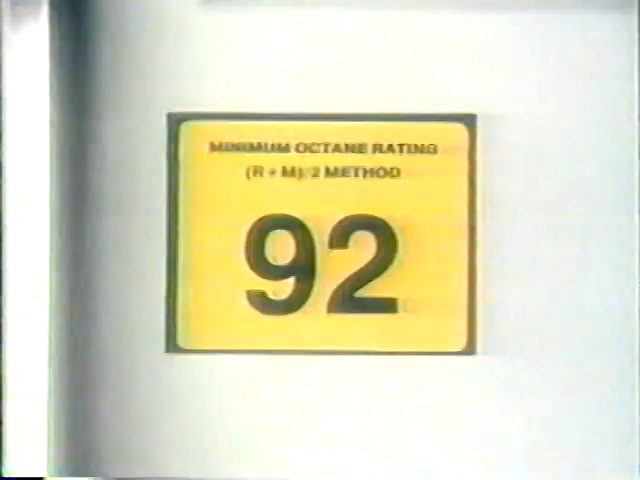 MINIMUM OCTANE RATING
(R + M)/2 METHOD
92